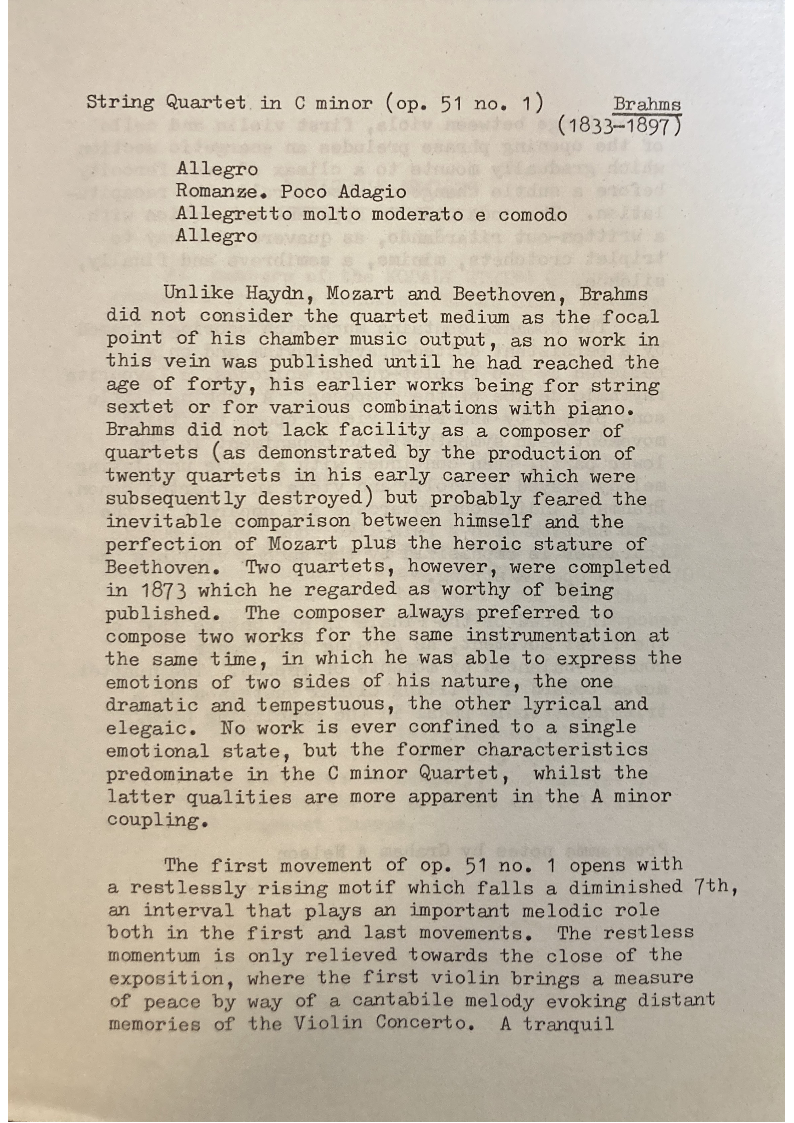 String Quartet in C minor (op. 51 no. 1) Brahms
(1833-1897)
Allegro
Romanze. Poco Adagio
Allegretto molto moderato e comodo
Allegro
Unlike Haydn, Mozart and Beethoven, Brahms
did not consider the quartet medium as the focal
point of his chamber music output, as no work in
this vein was published until he had reached the
age of forty, his earlier works being for string
sextet or for various combinations with piano.
Brahms did not lack facility as a composer of
quartets (as demonstrated by the production of
twenty quartets in his early career which were
subsequently destroyed) but probably feared the
inevitable comparison between himself and the
perfection of Mozart plus the heroic stature of
Beethoven. Two quartets, however, were completed
in 1873 which he regarded as worthy of being
published. The composer always preferred to
compose two works for the same instrumentation at
the same time, in which he was able to express the
emotions of two sides of his nature, the one
dramatic and tempestuous, the other lyrical and
elegaic. No work is ever confined to a single
emotional state, but the former characteristics
predominate in the C minor Quartet, whilst the
latter qualities are more apparent in the A minor
coupling.
The first movement of op. 51 no. 1 opens with
a restlessly rising motif which falls a diminished 7th,
an interval that plays an important melodic role
both in the first and last movements. The restless
momentum is only relieved towards the close of the
exposition, where the first violin brings a measure
of peace by way of a cantabile melody evoking distant
memories of the Violin Concerto. A tranquil